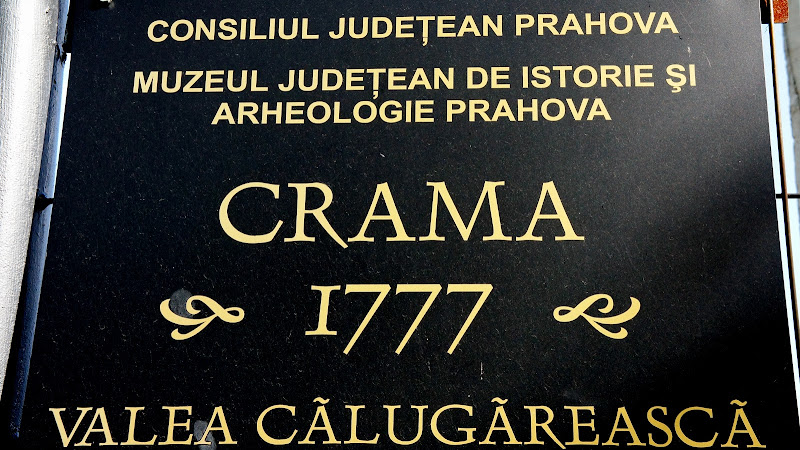 CONSILIUL JUDEȚEAN PRAHOVA
MUZEUL JUDEȚEAN DE ISTORIE ŞI
ARHEOLOGIE PRAHOVA
CRAMA
1777
VALEA CÃLUGÃREASCÃ